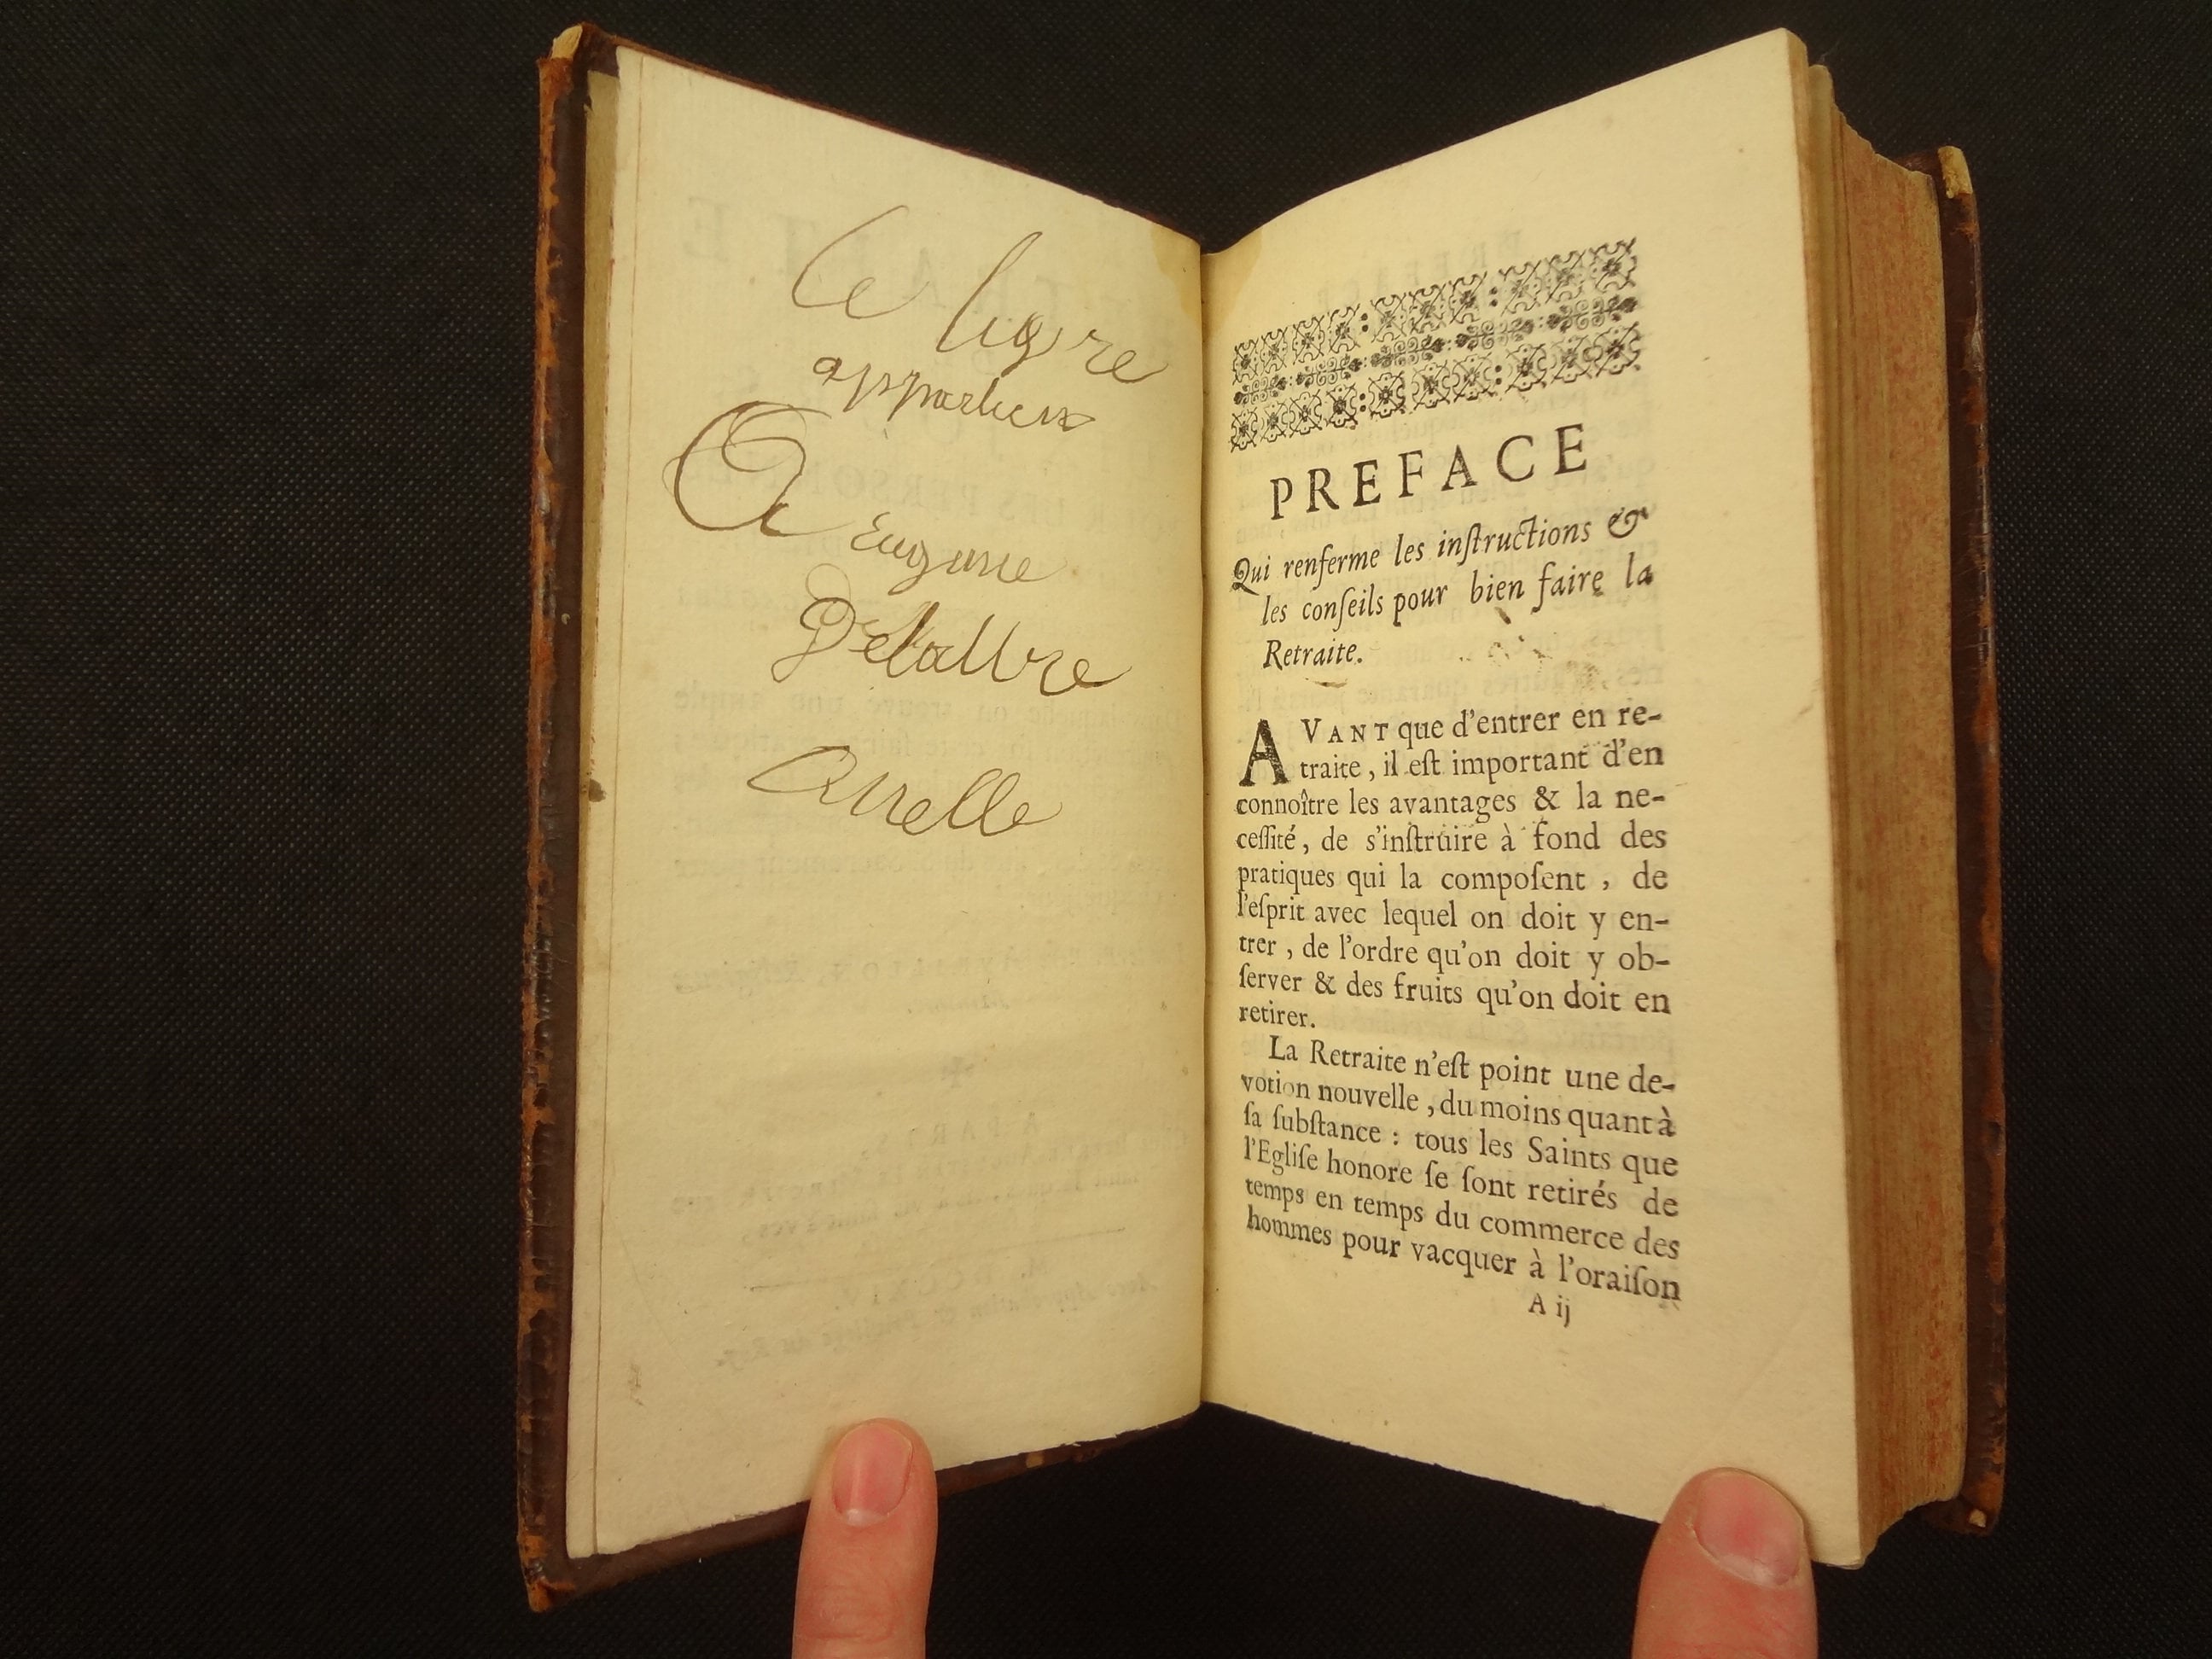 Ce livre
appartien
A Eugene
Delattre
PREFACE
Qui renferme les inſtructions &
les conſeils pour bien faire la
Retraite.
AVANT que d'entrer en re-
traite, il eſt important d'en
connoître les avantages & la ne-
ceſſité, de s'inſtruire à fond des
pratiques qui la compoſent, de
l'eſprit avec lequel on doit y en-
trer, de l'ordre qu'on doit y ob-
ſerver & des fruits qu'on doit en
retirer.
La Retraite n'eſt point une de-
votion nouvelle, du moins quant à
ſa ſubſtance : tous les Saints que
l'Egliſe honore ſe ſont retirés de
temps en temps du commerce des
hommes pour vacquer à l'oraiſon
A ij